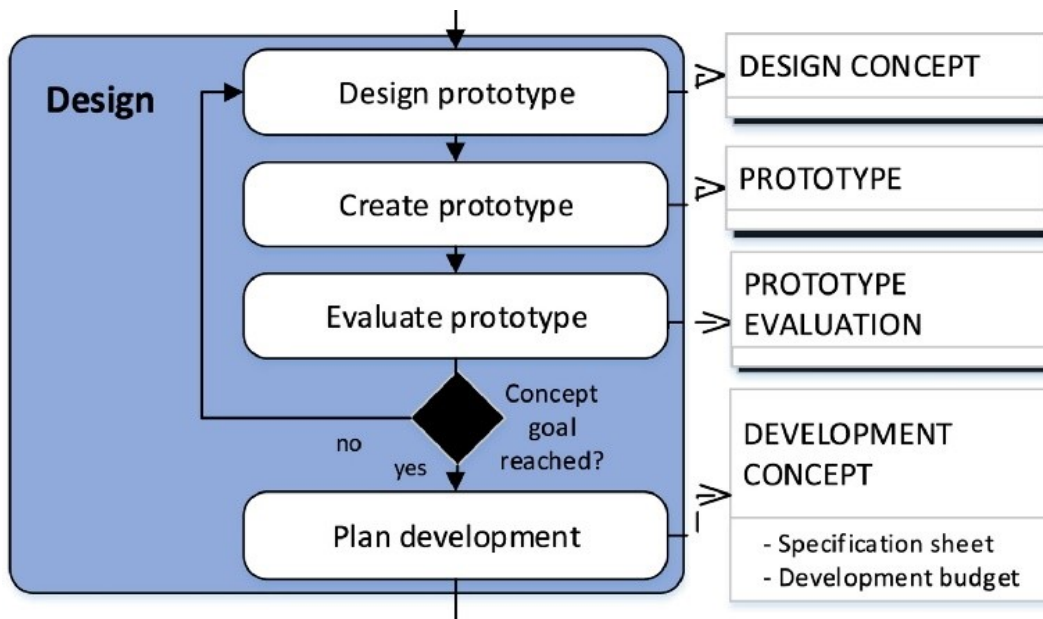 Design
Design prototype
Create prototype
Evaluate prototype
Concept
goal
reached?
no
yes
Plan development
DESIGN CONCEPT
PROTOTYPE
PROTOTYPE
EVALUATION
DEVELOPMENT
CONCEPT
- Specification sheet
- Development budget